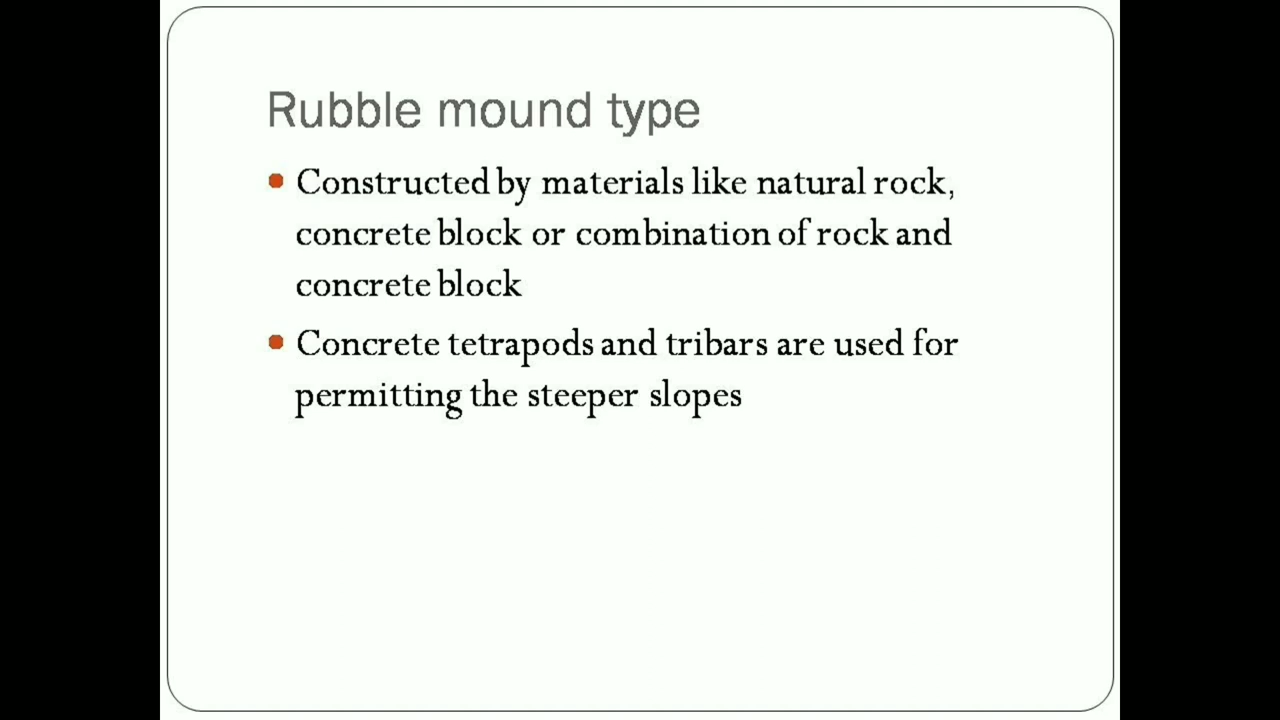 Rubble mound type
Constructed by materials like natural rock,
concrete block or combination of rock and
concrete block
Concrete tetrapods and tribars are used for
permitting the steeper slopes